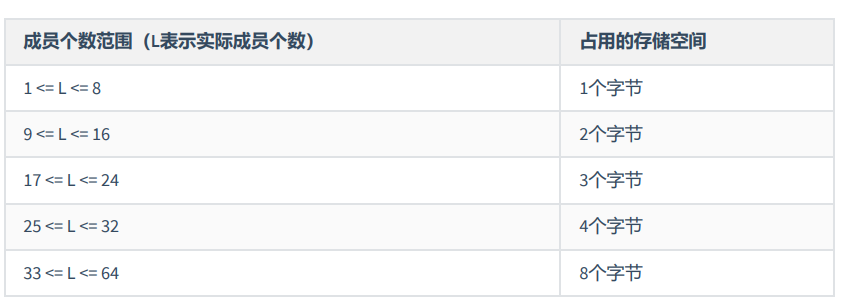 成员个数范围（L表示实际成员个数） 占用的存储空间
1 <= L <= 8 1个字节
9 <= L <= 16 2个字节
17 <= L <= 24 3个字节
25 <= L <= 32 4个字节
33 <= L <= 64 8个字节